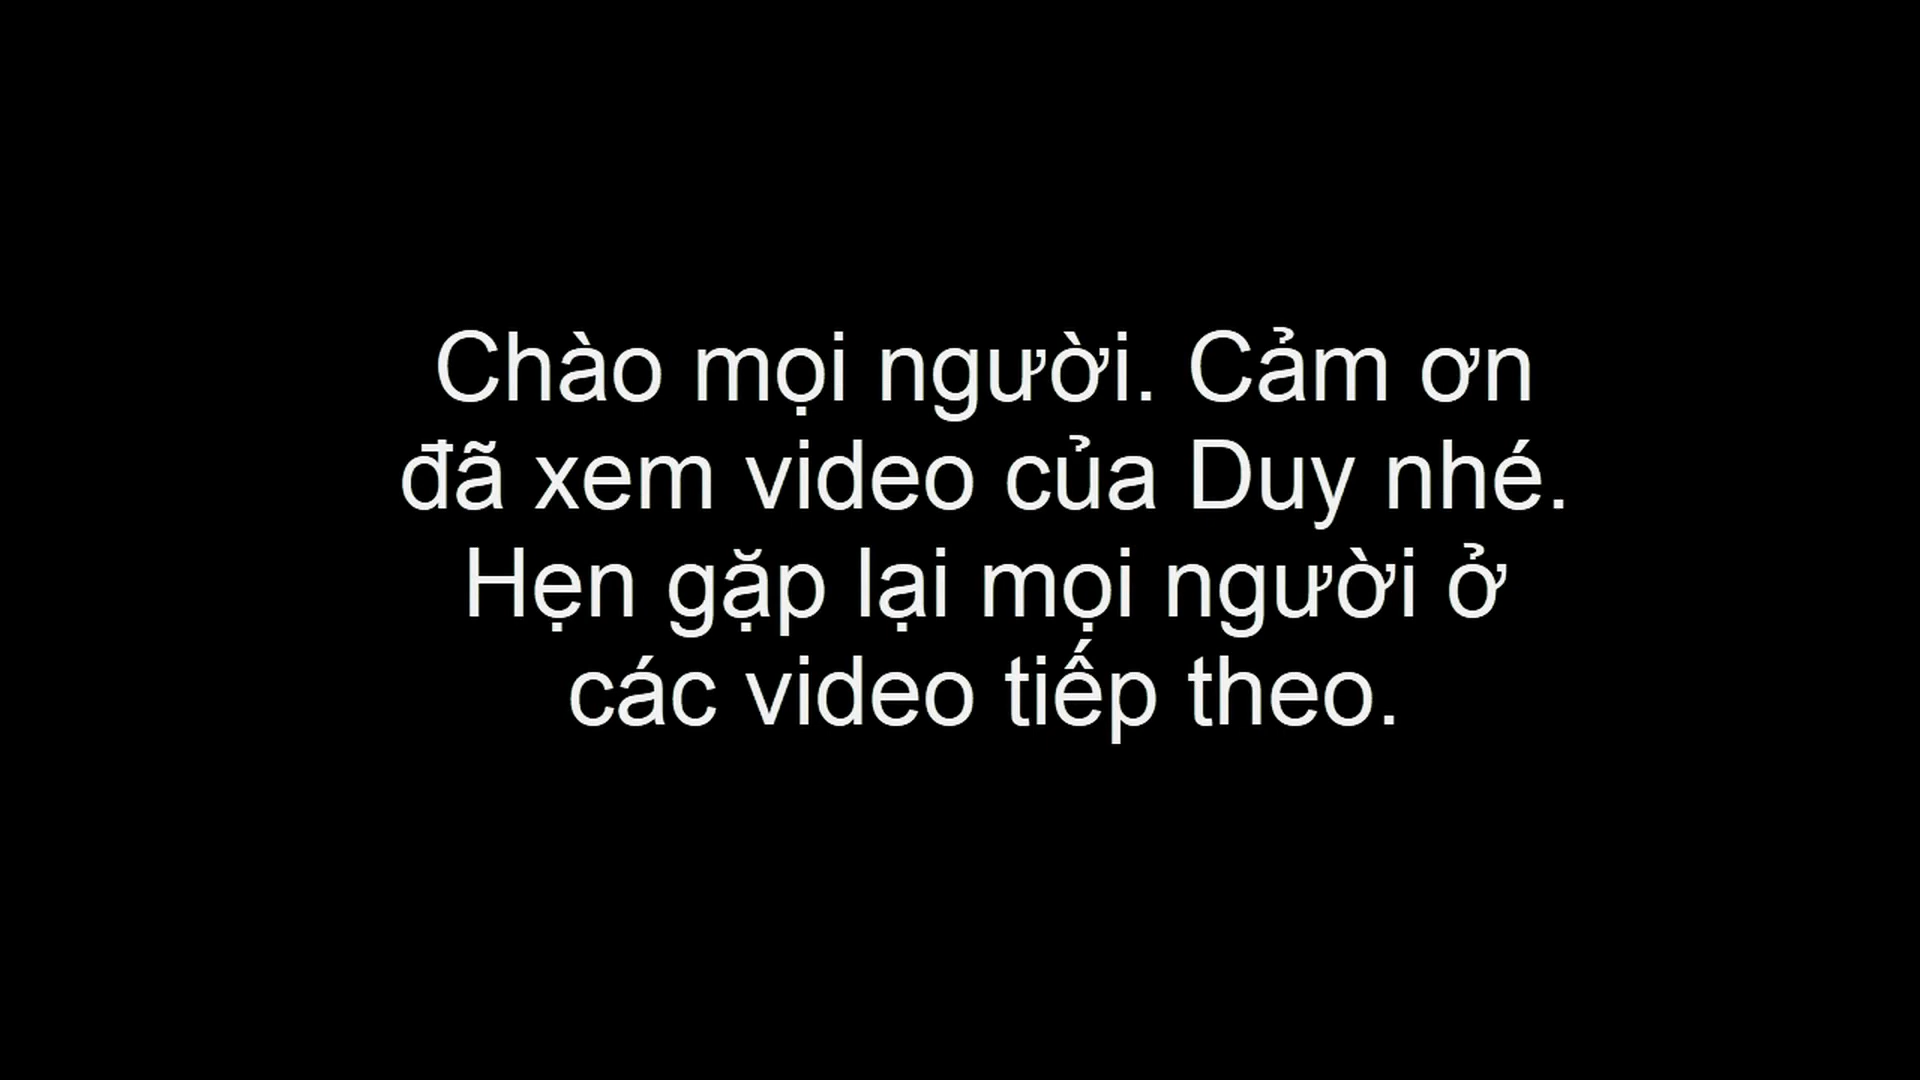 Chào mọi người. Cảm ơn
đã xem video của Duy nhé.
Hẹn gặp lại mọi người ở
các video tiếp theo.